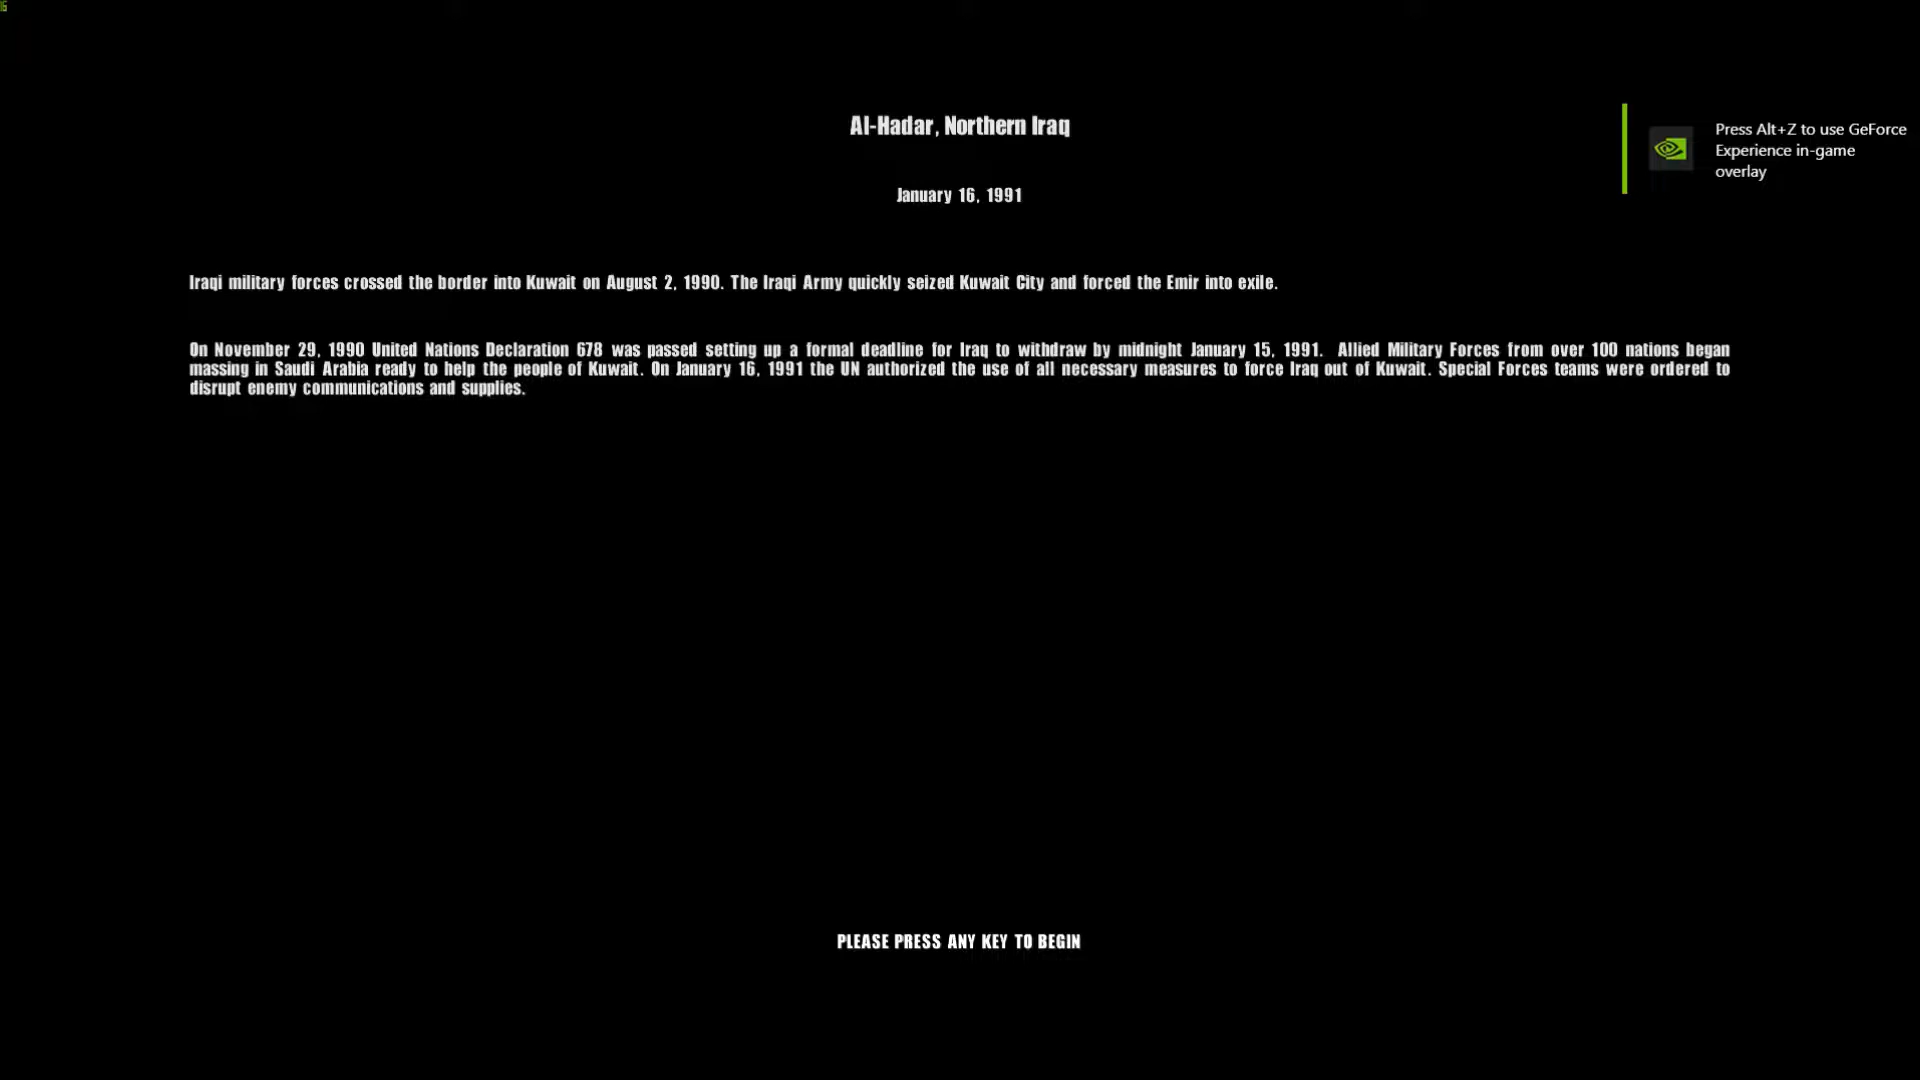 Al-Hadar, Northern Iraq
Press Alt+Z to use GeForce
Experience in-game
overlay
January 16, 1991
Iraqi military forces crossed the border into Kuwait on August 2, 1990. The Iraqi Army quickly seized Kuwait City and forced the Emir into exile.
On November 29, 1990 United Nations Declaration 678 was passed setting up a formal deadline for Iraq to withdraw by midnight January 15, 1991. Allied Military Forces from over 100 nations began
massing in Saudi Arabia ready to help the people of Kuwait. On January 16, 1991 the UN authorized the use of all necessary measures to force Iraq out of Kuwait. Special Forces teams were ordered to
disrupt enemy communications and supplies.
PLEASE PRESS ANY KEY TO BEGIN